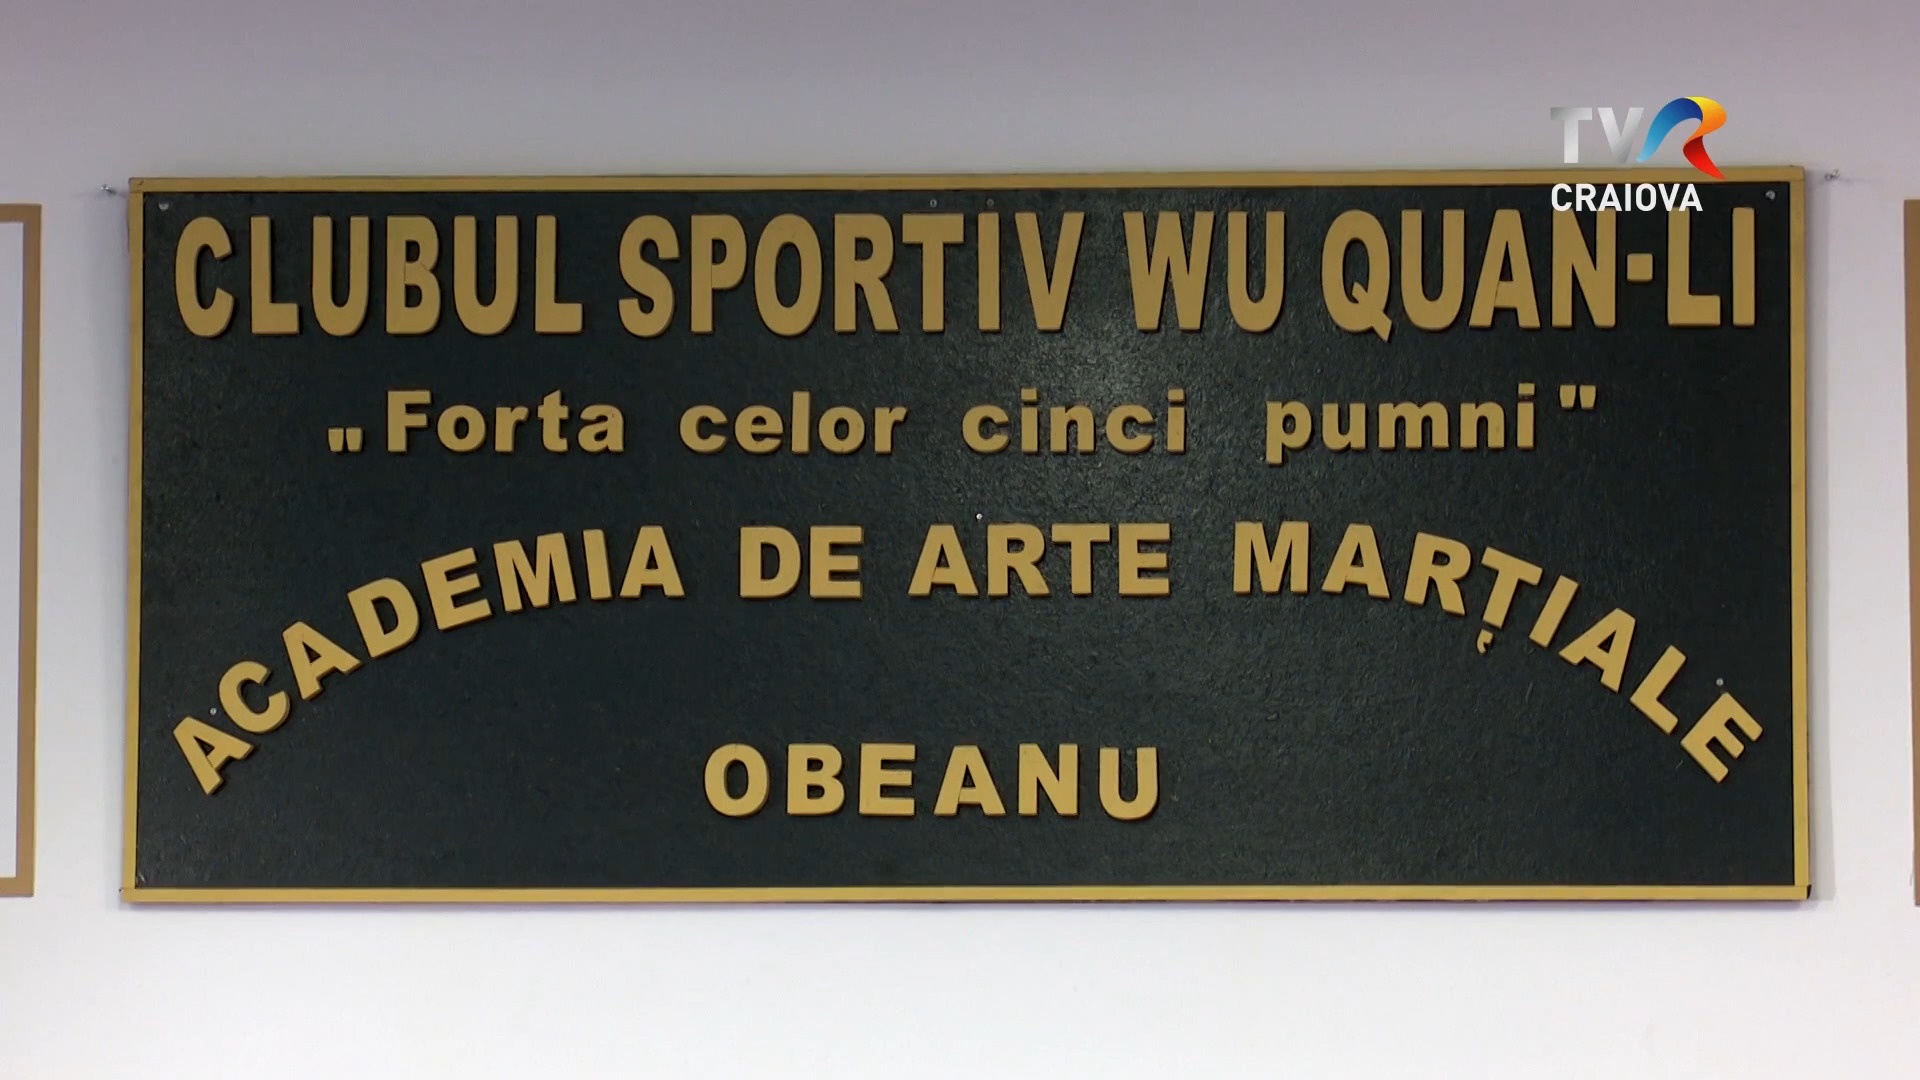 TVR
CRAIOVA
CLUBUL SPORTIV WU QUAN-LI
„Forta celor cinci pumni"
ACADEMIA DE ARTE MARȚIALE
OBEANU